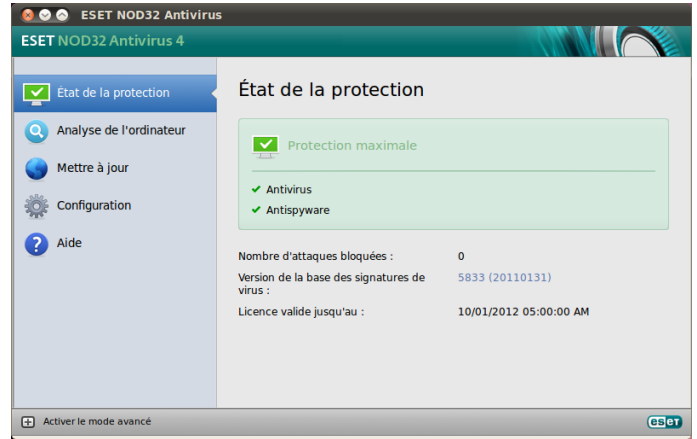 ESET NOD32 Antivirus
ESET NOD32 Antivirus 4
État de la protection
Analyse de l'ordinateur
Mettre à jour
Configuration
Aide
État de la protection
Protection maximale
Antivirus
Antispyware
Nombre d'attaques bloquées : 0
Version de la base des signatures de 5833 (20110131)
virus :
Licence valide jusqu'au : 10/01/2012 05:00:00 AM
Activer le mode avancé
eset